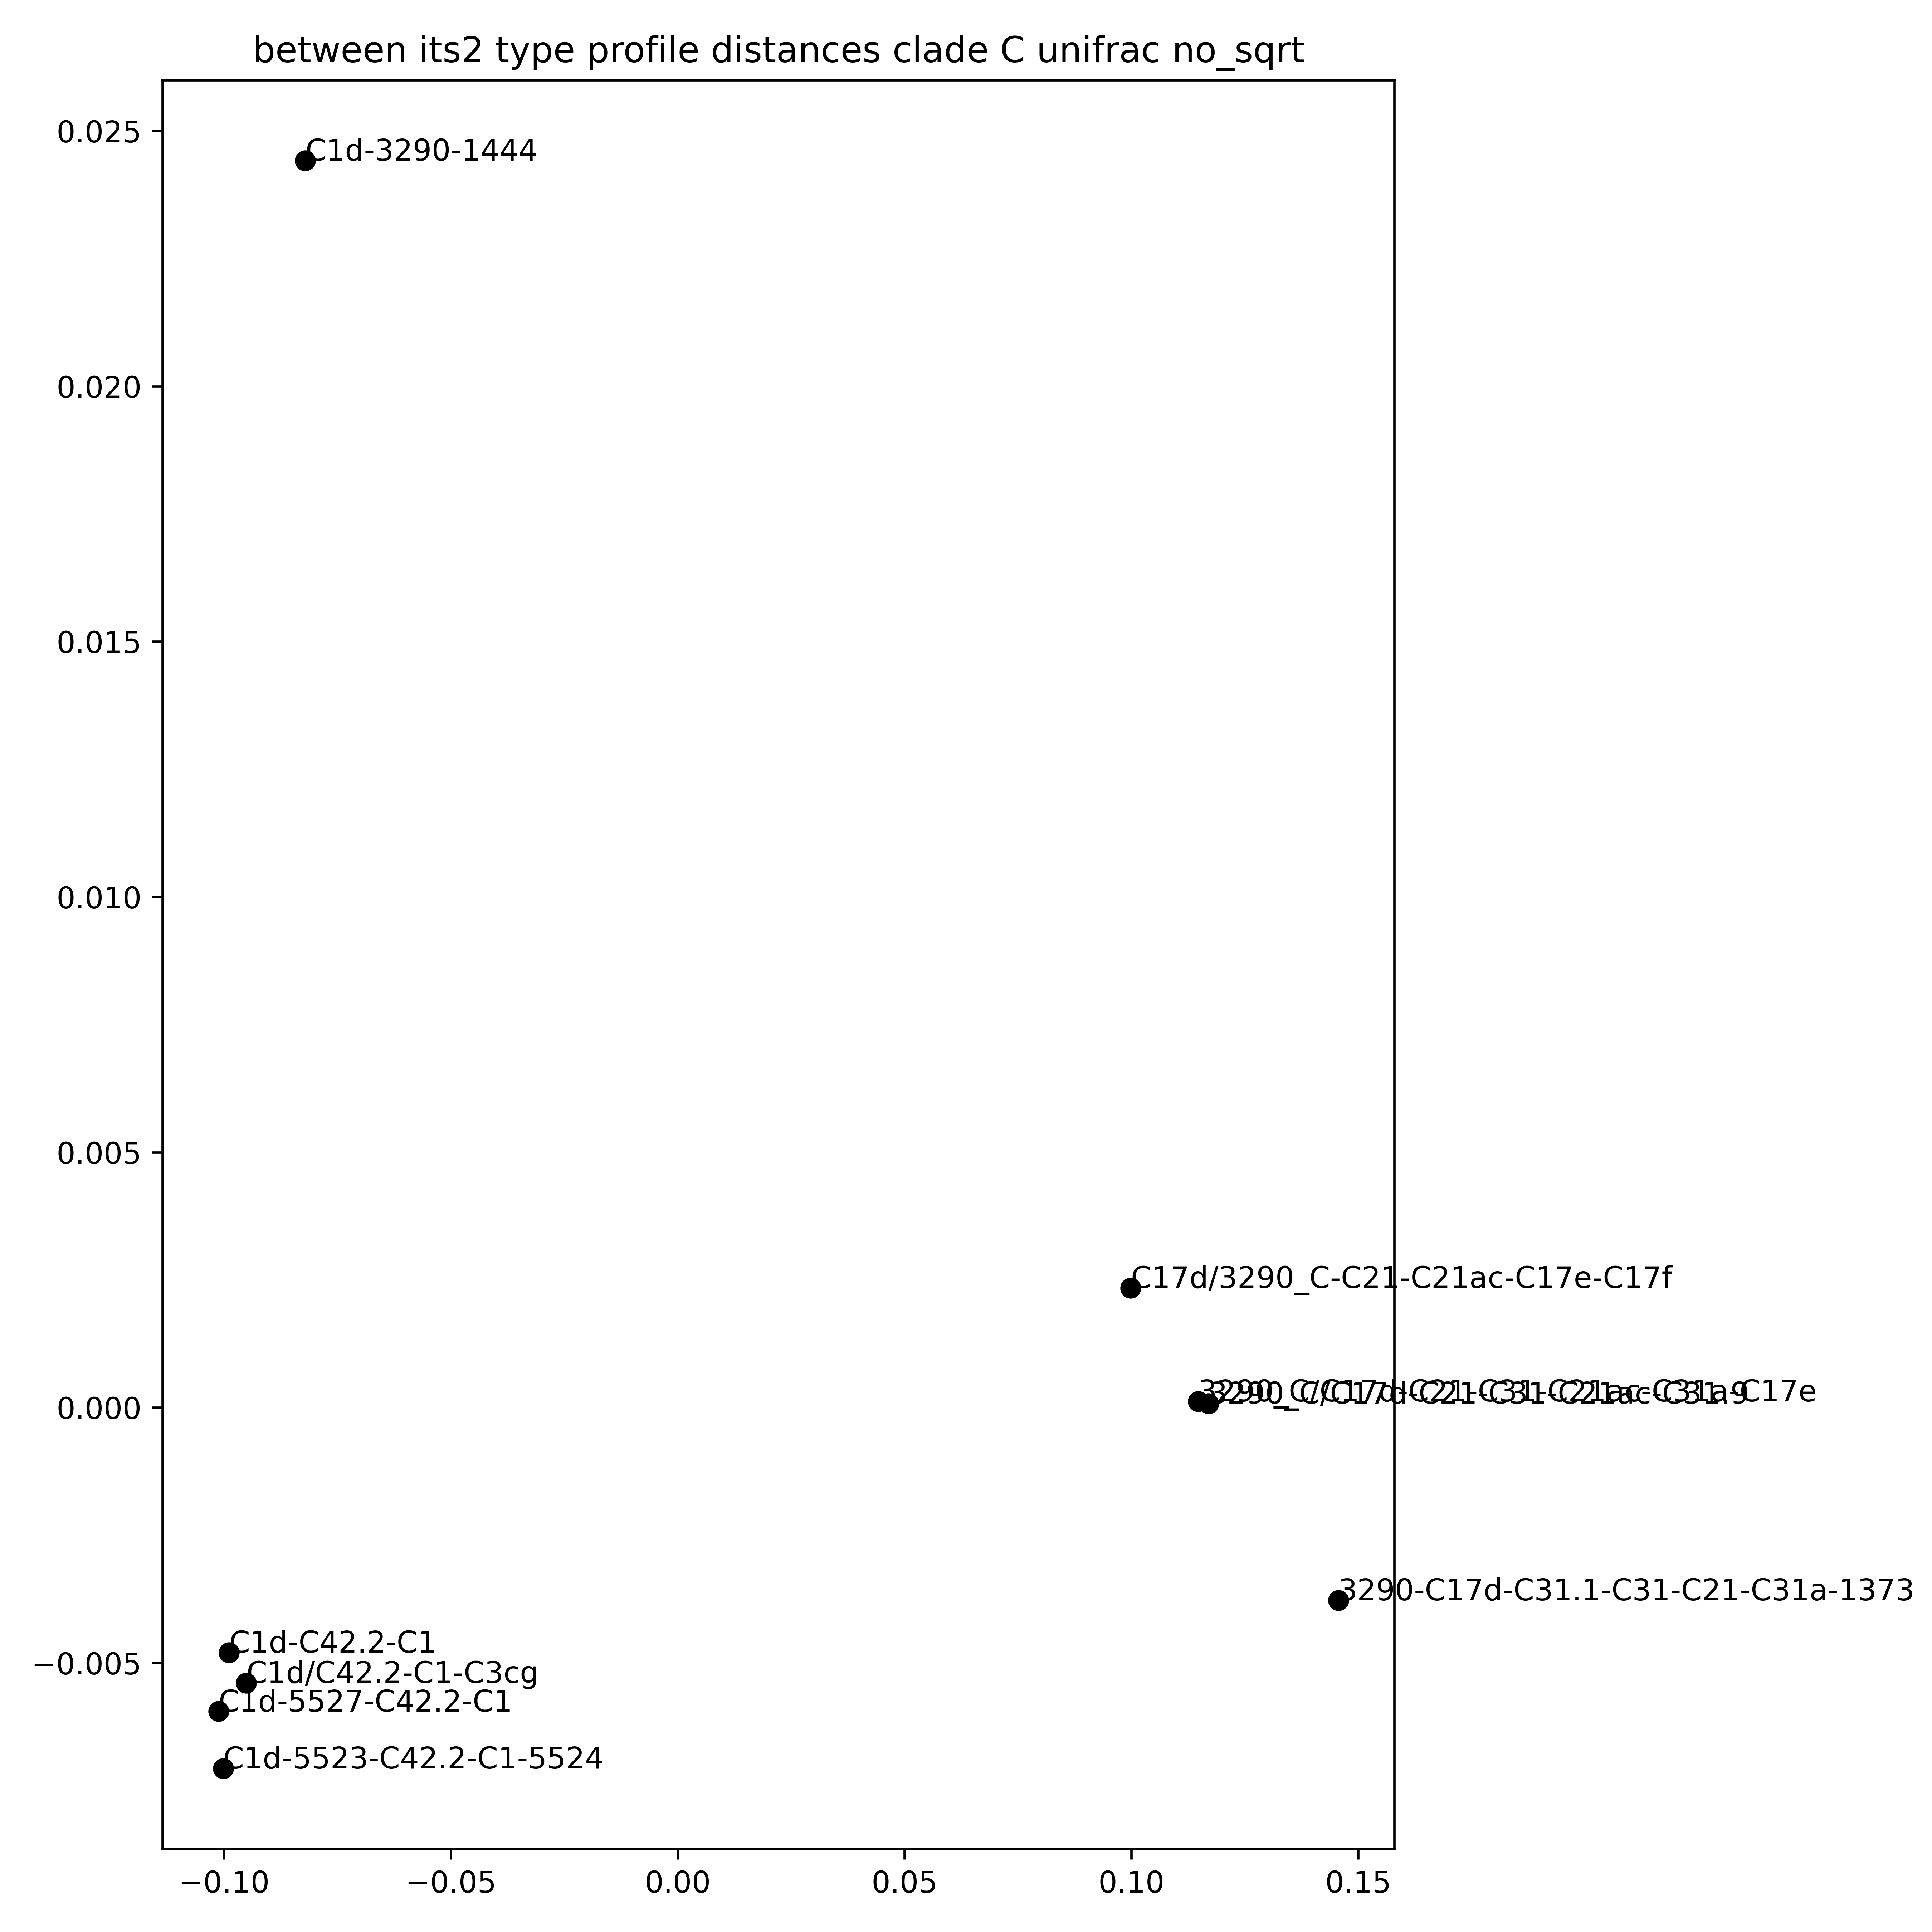 between its2 type profile distances clade C unifrac no_sqrt
0.025
C1d-3290-1444
0.020
0.015
0.010
0.005
C17d/3290_C-C21-C21ac-C17e-C17f
0.000
3290-C17d-C31.1-C31-C21-C31a-1373
C1d-C42.2-C1
−0.005
C1d/C42.2-C1-C3cg
C1d-5527-C42.2-C1
C1d-5523-C42.2-C1-5524
−0.10 −0.05 0.00 0.05 0.10 0.15